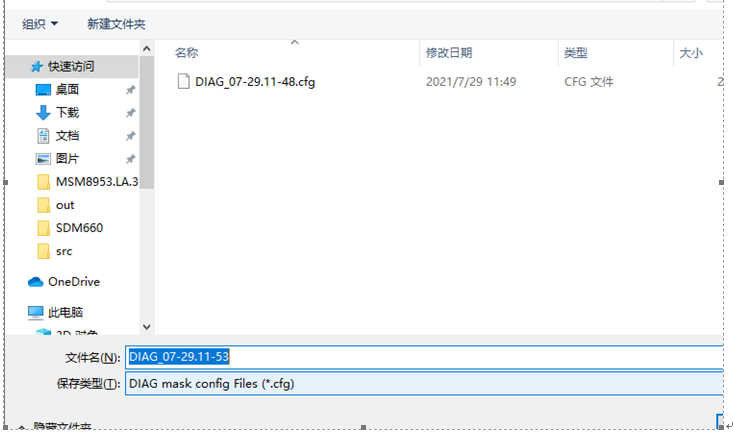 组织 新建文件夹
名称 修改日期 类型 大小
快速访问
DIAG_07-29.11-48.cfg 2021/7/29 11:49 CFG 文件 2
桌面
下载
文档
图片
MSM8953.LA.3
out
SDM660
src
OneDrive
此电脑
3D 对象
文件名(N): DIAG_07-29.11-53
保存类型(T): DIAG mask config Files (*.cfg)
隐藏文件夹